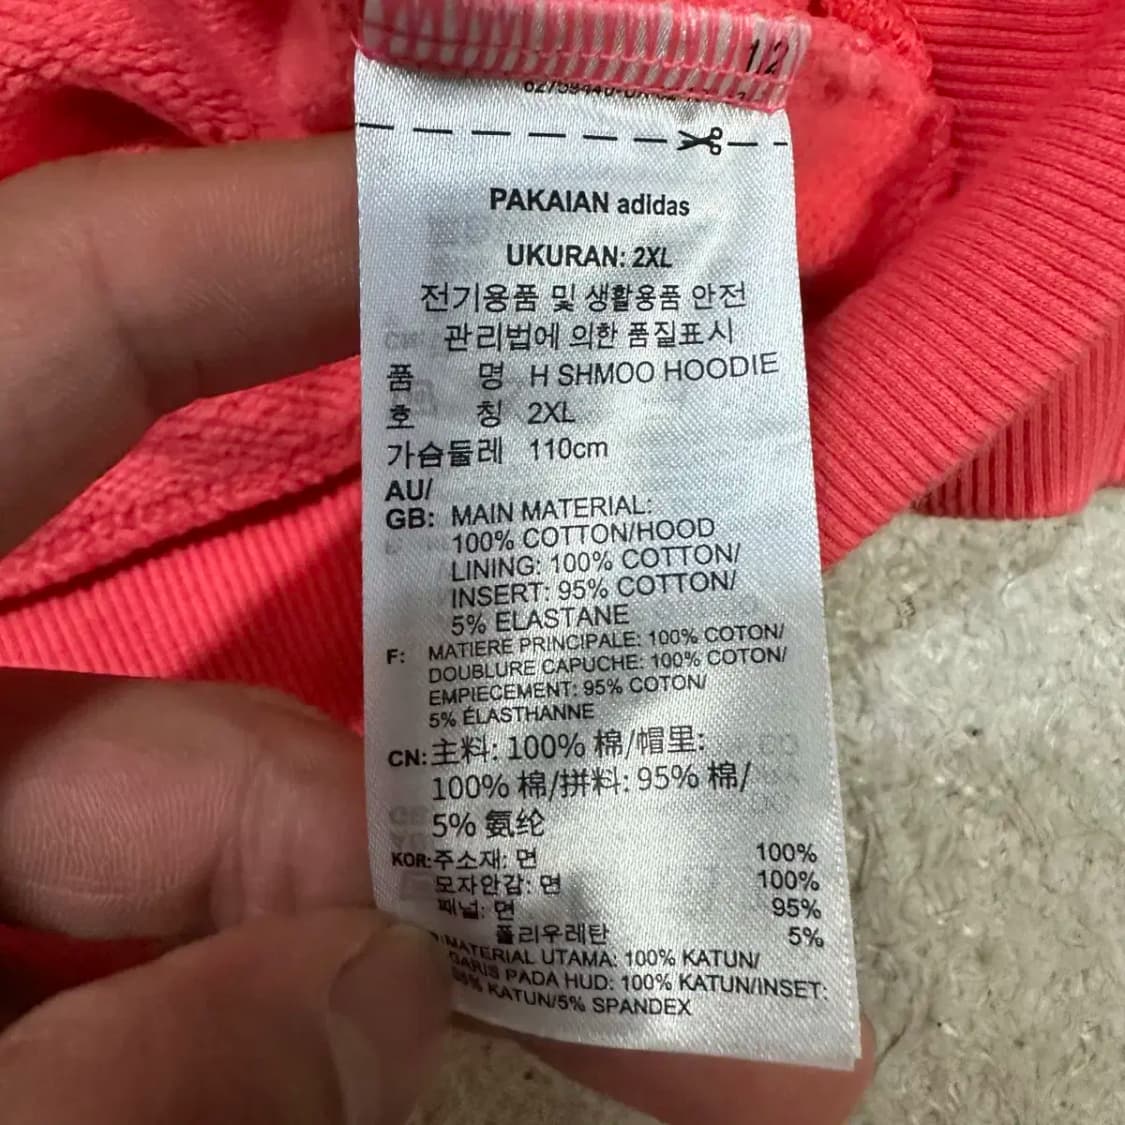 12
PAKAIAN adidas
UKURAN: 2XL
전기용품 및 생활용품 안전
관리법에 의한 품질표시
품 명 H SHMOO HOODIE
호 칭 2XL
가슴둘레 110cm
AU/
GB: MAIN MATERIAL:
100% COTTON/HOOD
LINING: 100% COTTON/
INSERT: 95% COTTON/
5% ELASTANE
F: MATIERE PRINCIPALE: 100% COTON/
DOUBLURE CAPUCHE: 100% COTON/
EMPIECEMENT: 95% COTON/
5% ÉLASTHANNE
CN: 主料: 100% 棉/帽里:
100% 棉/拼料: 95% 棉/
5% 氨纶
KOR: 주소재: 면 100%
모자안감: 면 100%
패널: 면 95%
폴리우레탄 5%
MATERIAL UTAMA: 100% KATUN/
GARIS PADA HUD: 100% KATUN/INSET:
KATUN/5% SPANDEX